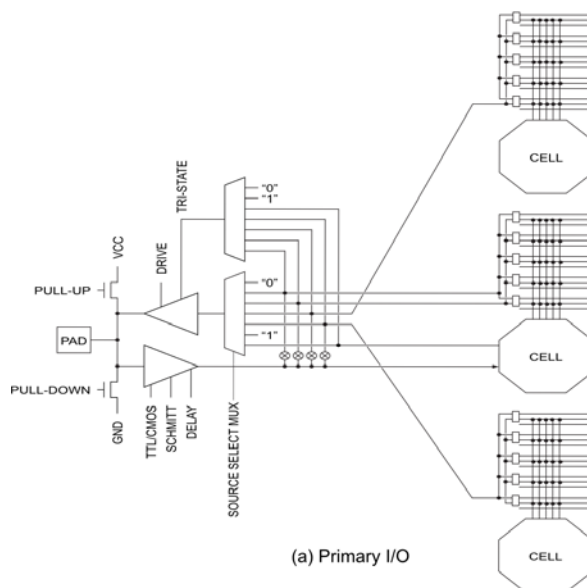 CELL
TRI-STATE
"0"
"1"
VCC
DRIVE
"0"
PULL-UP
PAD
"1"
CELL
PULL-DOWN
GND
TTL/CMOS
SCHMITT
DELAY
SOURCE SELECT MUX
(a) Primary I/O
CELL